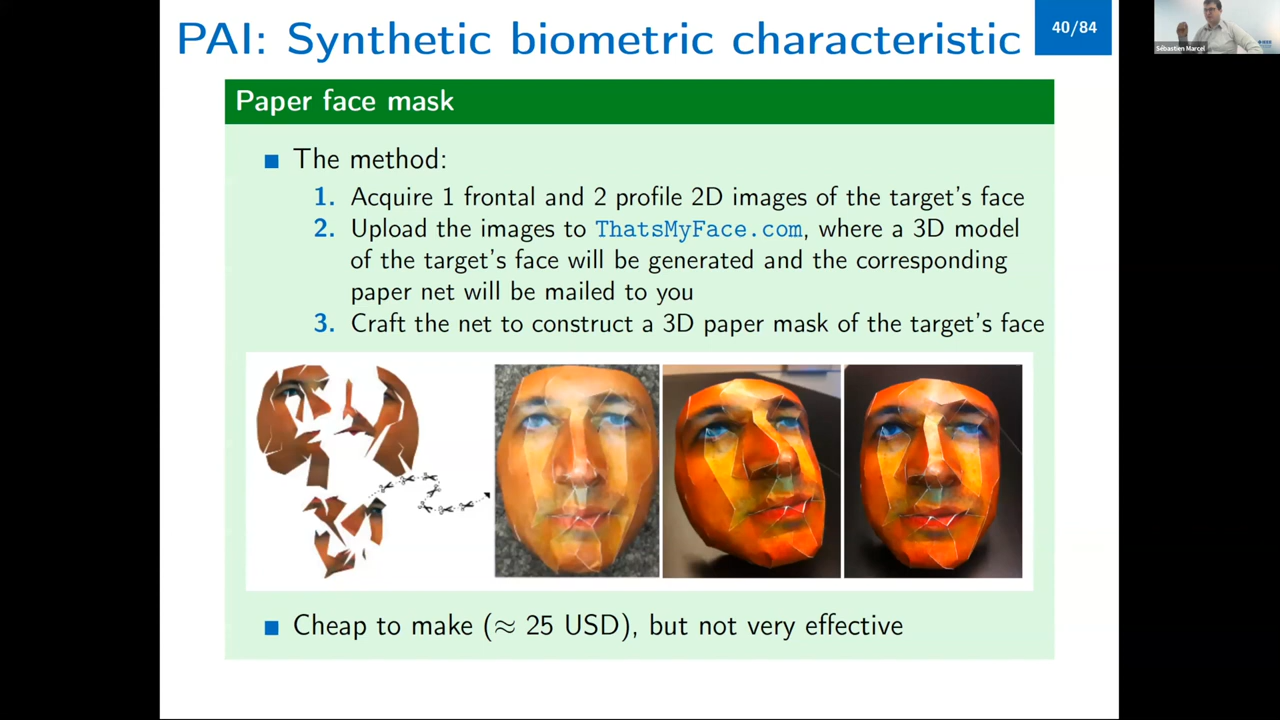 PAI: Synthetic biometric characteristic
40/84
Sébastien Marcel
Paper face mask
The method:
1. Acquire 1 frontal and 2 profile 2D images of the target's face
2. Upload the images to ThatsMyFace.com, where a 3D model
of the target's face will be generated and the corresponding
paper net will be mailed to you
3. Craft the net to construct a 3D paper mask of the target's face
Cheap to make (≈ 25 USD), but not very effective